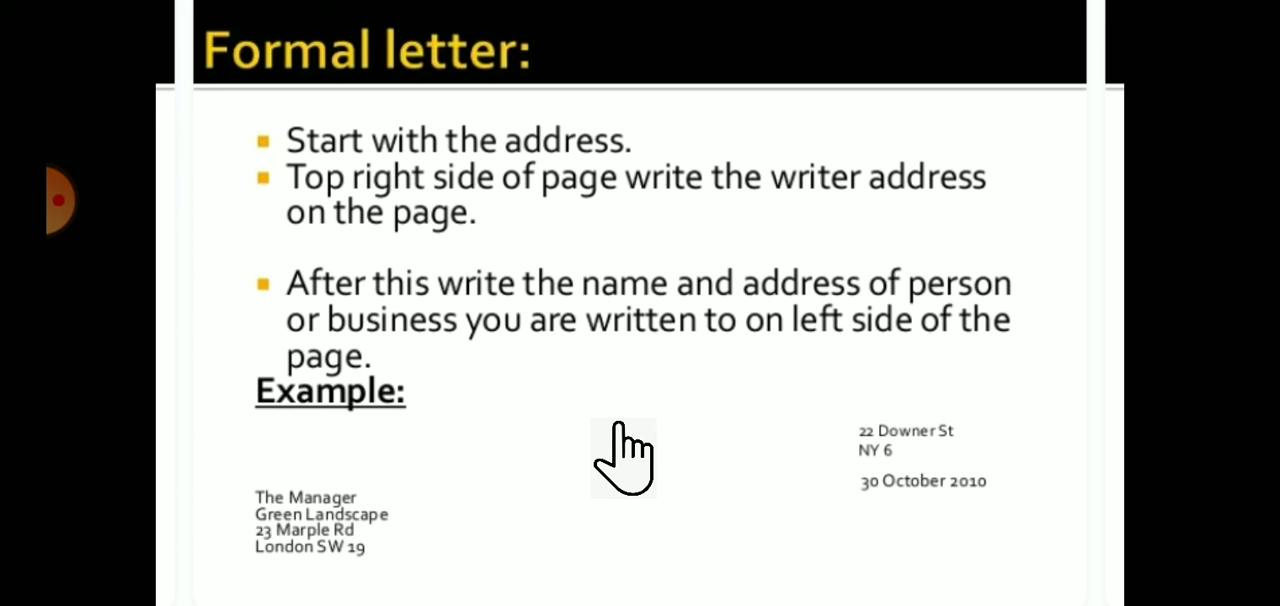 Formal letter:
Start with the address.
Top right side of page write the writer address
on the page.
After this write the name and address of person
or business you are written to on left side of the
page.
Example:
22 Downer St
NY 6
30 October 2010
The Manager
Green Landscape
23 Marple Rd
London SW 19